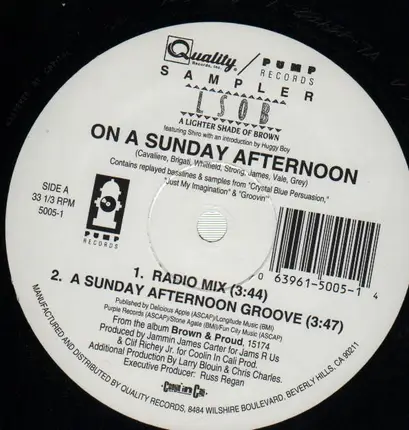 Quality
Records, Inc.
PUMP
RECORDS
SAMPLER
LSOB
A LIGHTER SHADE OF BROWN
featuring Shiro with an introduction by Huggy Boy
ON A SUNDAY AFTERNOON
(Cavaliere, Brigati, Whitfield, Strong, James, Vale, Grey)
Contains replayed basslines & samples from "Crystal Blue Persuasion,"
"Just My Imagination" & "Groovin"
SIDE A
33 1/3 RPM
5005-1
PUMP
RECORDS
0 63961-5005-1 4
1. RADIO MIX (3:44)
2. A SUNDAY AFTERNOON GROOVE (3:47)
Published by Delicious Apple (ASCAP)/Longitude Music (BMI)
Purple Records (ASCAP)/Stone Agate (BMI)/Fun City Music (ASCAP)
From the album Brown & Proud, 15174
Produced by Jammin James Carter for Jams R Us
& Clif Richey Jr. for Coolin In Cali Prod.
Additional Production By Larry Blouin & Chris Charles.
Executive Producer: Russ Regan
MANUFACTURED AND DISTRIBUTED BY QUALITY RECORDS, 8484 WILSHIRE BOULEVARD, BEVERLY HILLS, CA 90211